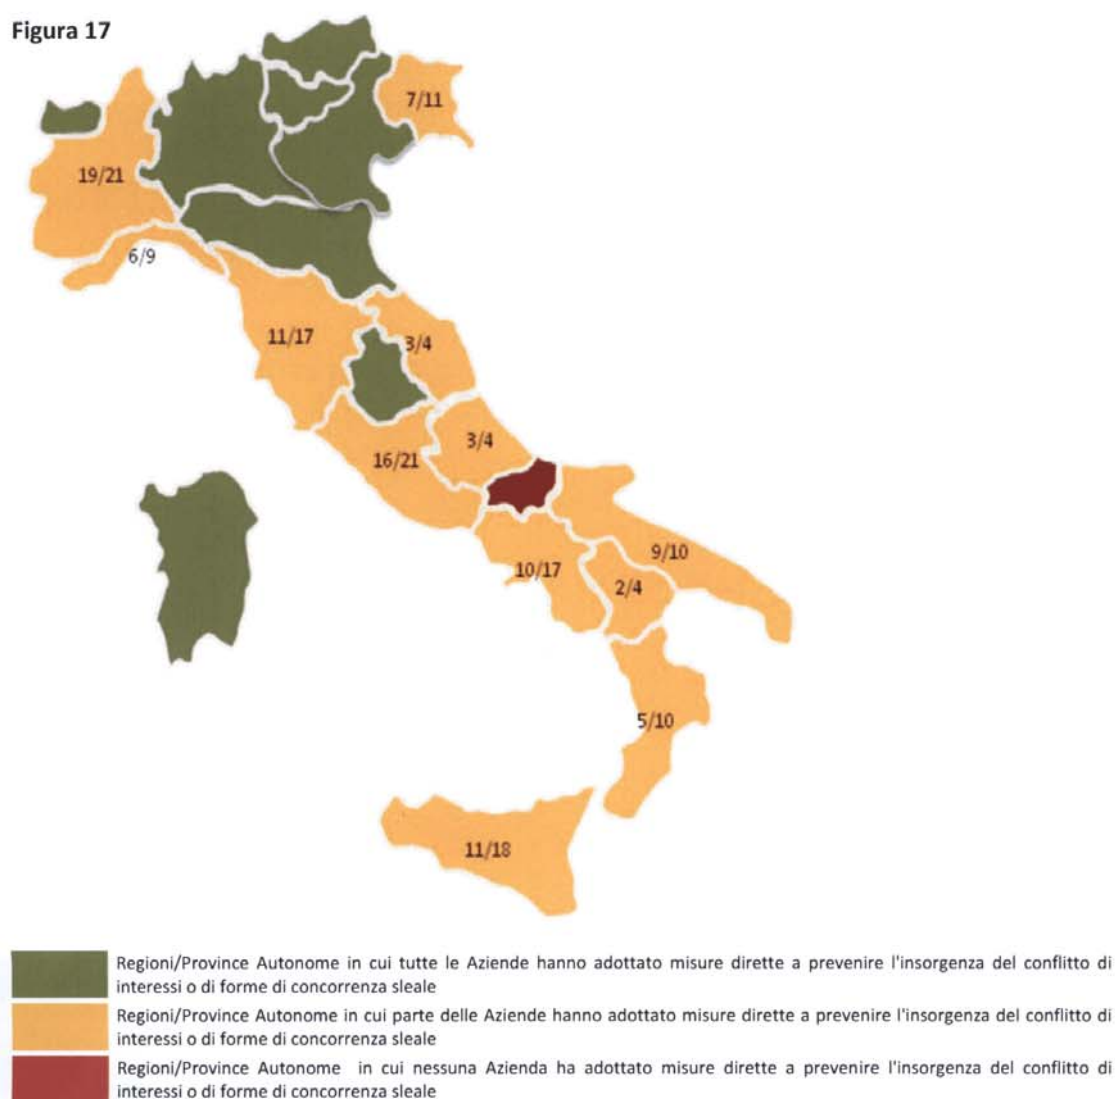 Figura 17
7/11
19/21
6/9
11/17
3/4
3/4
16/21
9/10
10/17
2/4
5/10
11/18
Regioni/Province Autonome in cui tutte le Aziende hanno adottato misure dirette a prevenire l'insorgenza del conflitto di
interessi o di forme di concorrenza sleale
Regioni/Province Autonome in cui parte delle Aziende hanno adottato misure dirette a prevenire l'insorgenza del conflitto di
interessi o di forme di concorrenza sleale
Regioni/Province Autonome in cui nessuna Azienda ha adottato misure dirette a prevenire l'insorgenza del conflitto di
interessi o di forme di concorrenza sleale